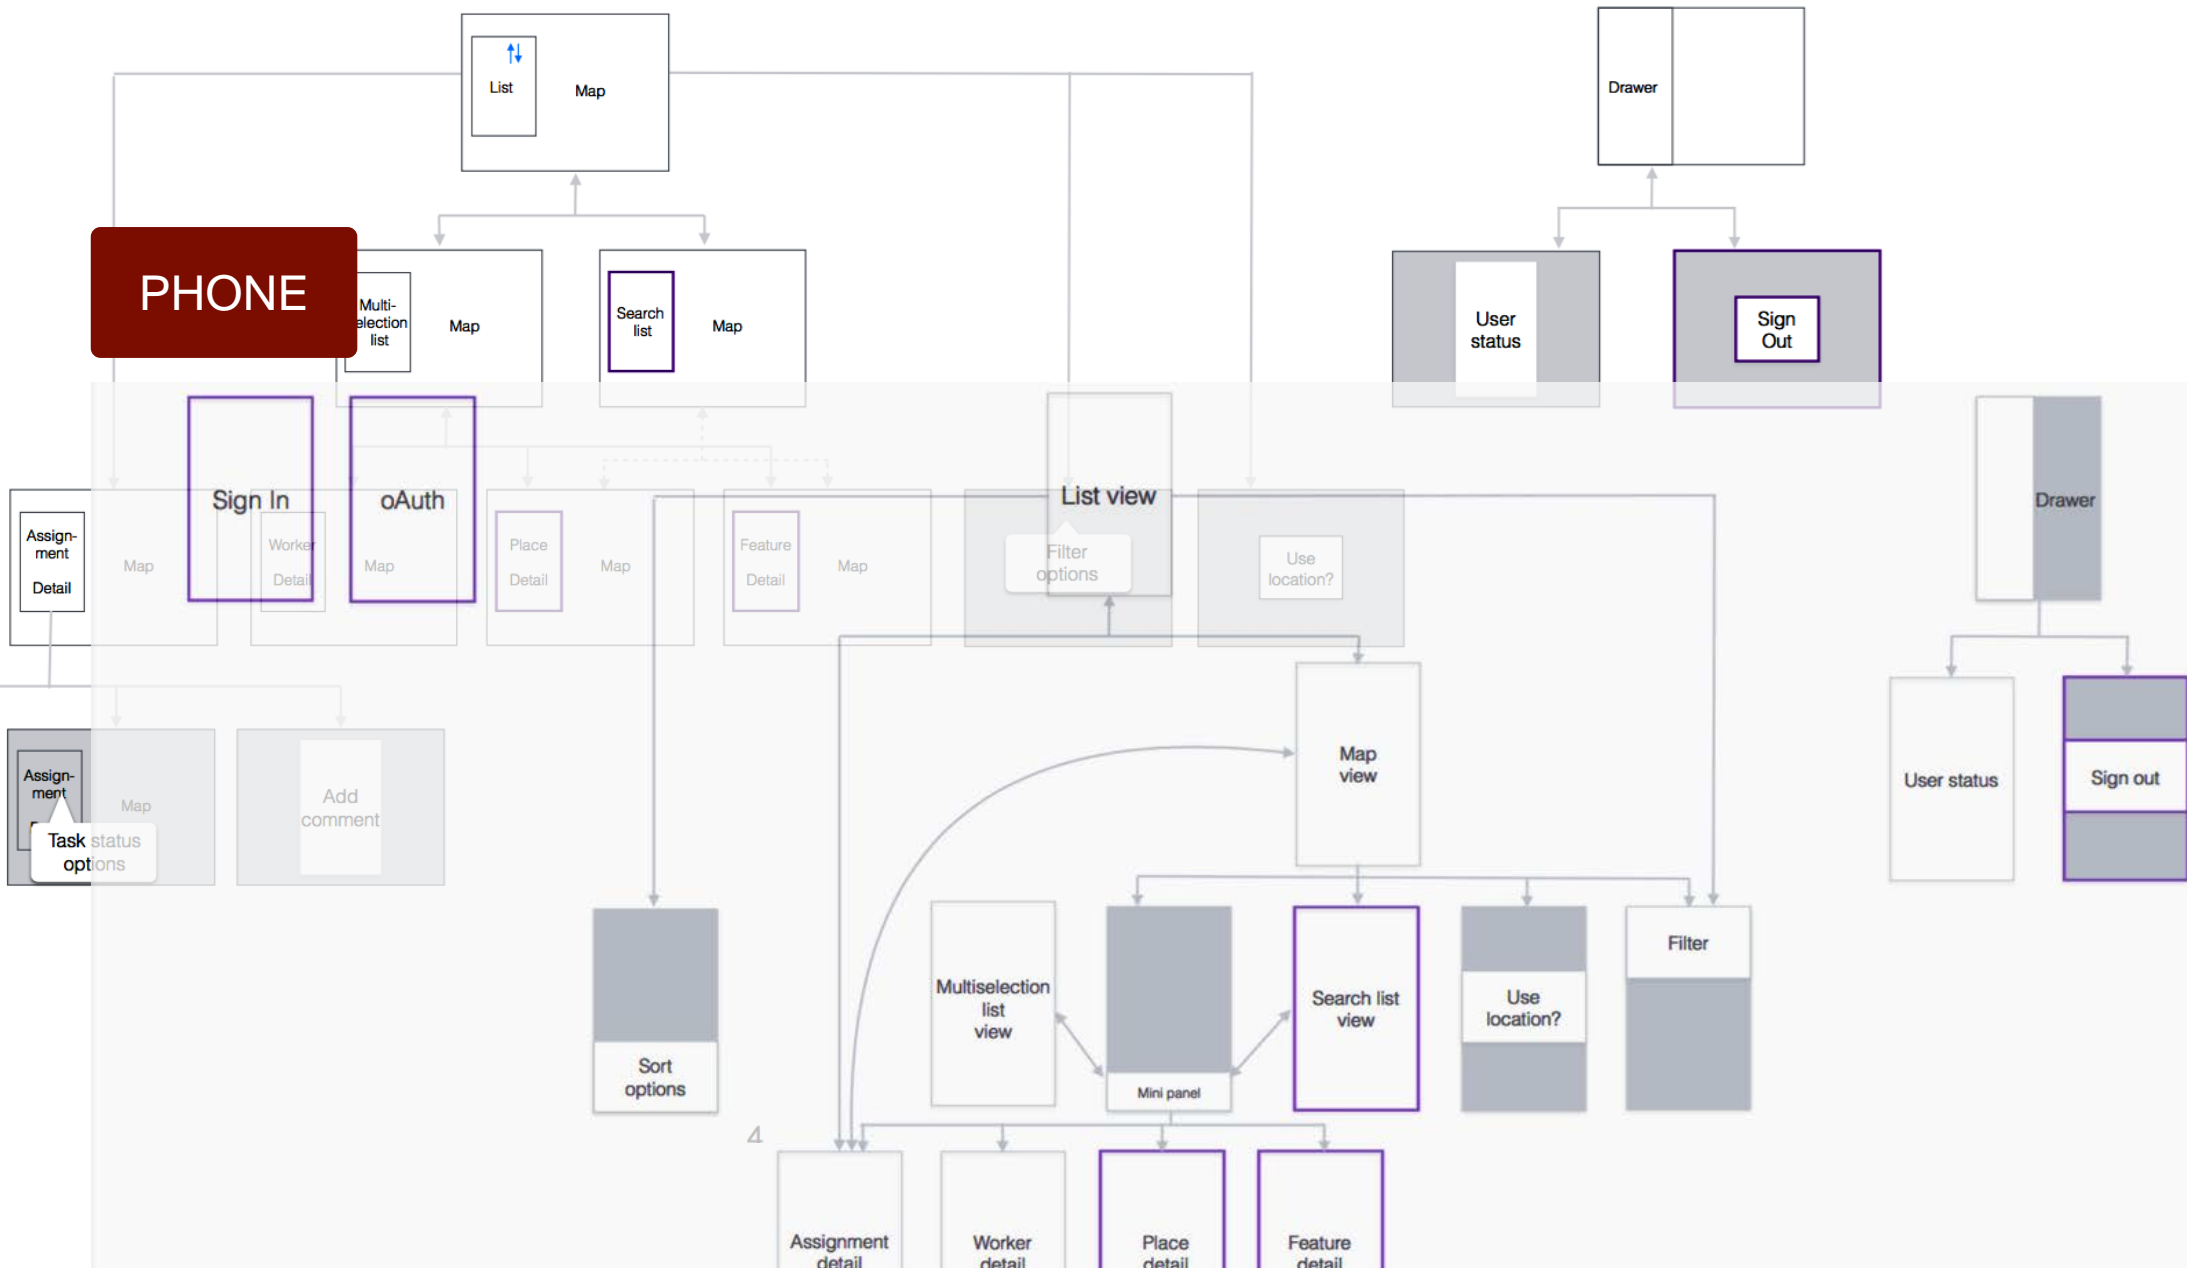 List
Map
Drawer
PHONE
Multi-
election
list
Map
Search
list
Map
User
status
Sign
Out
Sign In
oAuth
List view
Drawer
Assign-
ment
Detail
Map
Worker
Detail
Map
Place
Detail
Map
Feature
Detail
Map
Filter
options
Use
location?
Assign-
ment
Map
Task status
options
Add
comment
Map
view
User status
Sign out
Multiselection
list
view
Mini panel
Search list
view
Use
location?
Filter
Sort
options
4
Assignment
detail
Worker
detail
Place
detail
Feature
detail